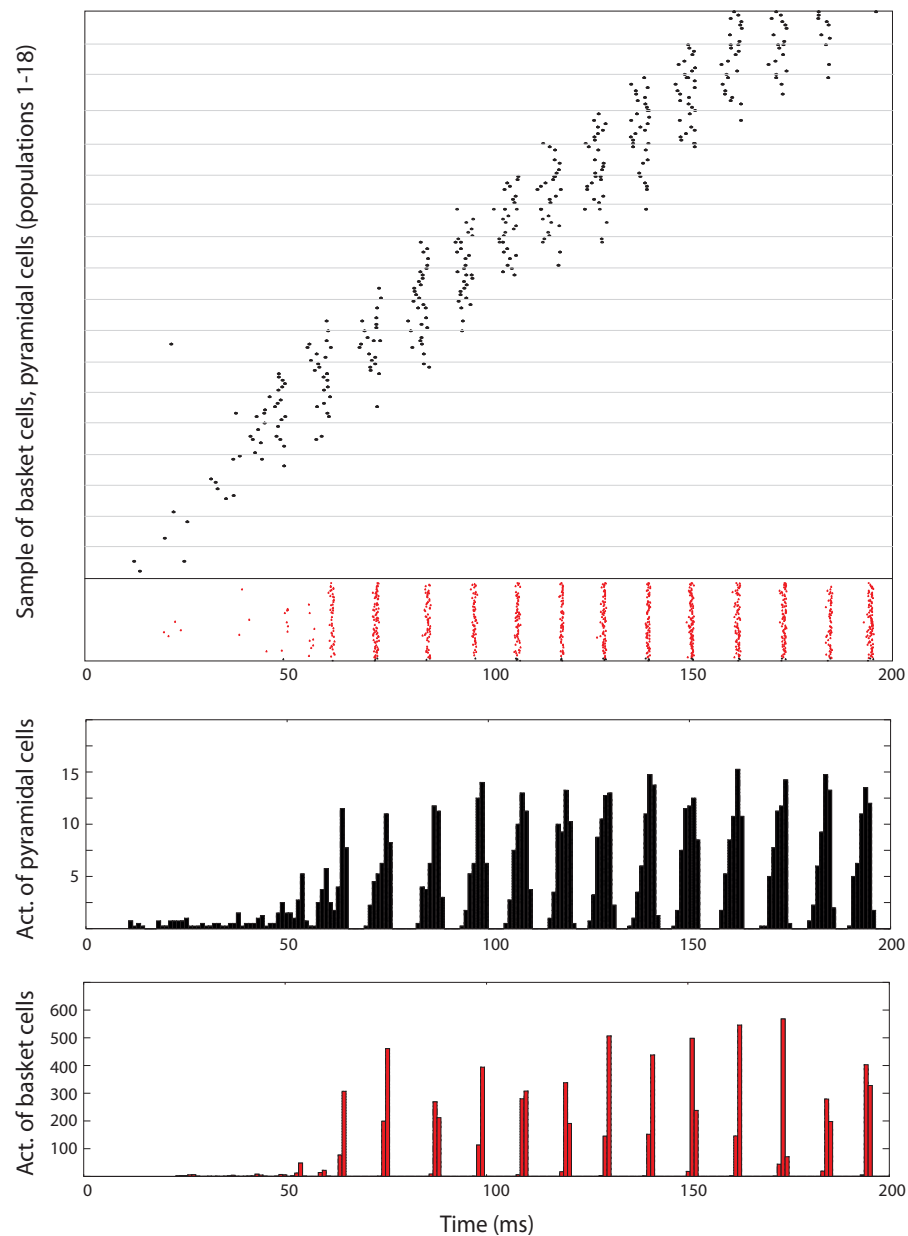 Sample of basket cells, pyramidal cells (populations 1-18)
0 50 100 150 200
Act. of pyramidal cells
15
10
5
0 50 100 150 200
Act. of basket cells
600
500
400
300
200
100
0 50 100 150 200
Time (ms)